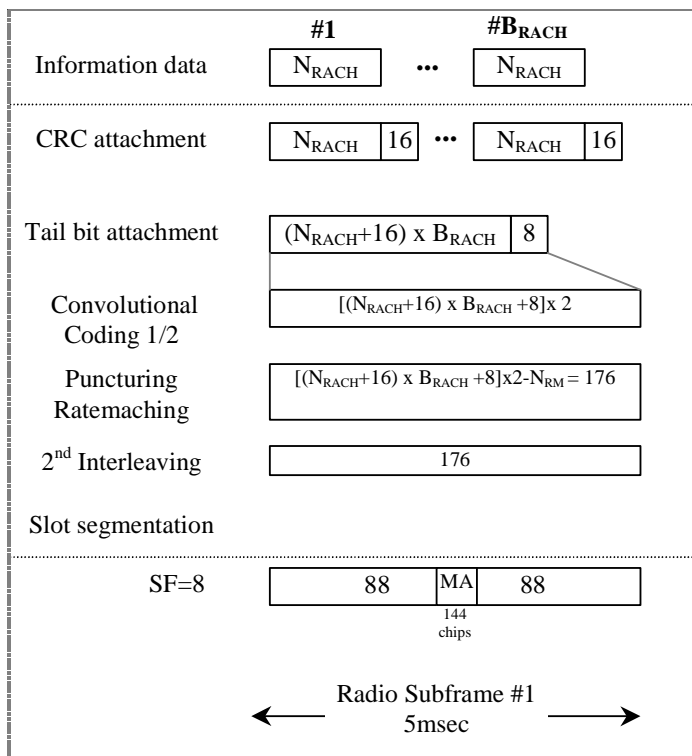 #1 #B_RACH
Information data N_RACH ... N_RACH
CRC attachment N_RACH 16 ... N_RACH 16
Tail bit attachment (N_RACH+16) x B_RACH 8
Convolutional
Coding 1/2
[(N_RACH+16) x B_RACH +8]x 2
Puncturing
Ratemaching
[(N_RACH+16) x B_RACH +8]x2-N_RM = 176
2nd Interleaving 176
Slot segmentation
SF=8 88 MA 88
144
chips
Radio Subframe #1
5msec